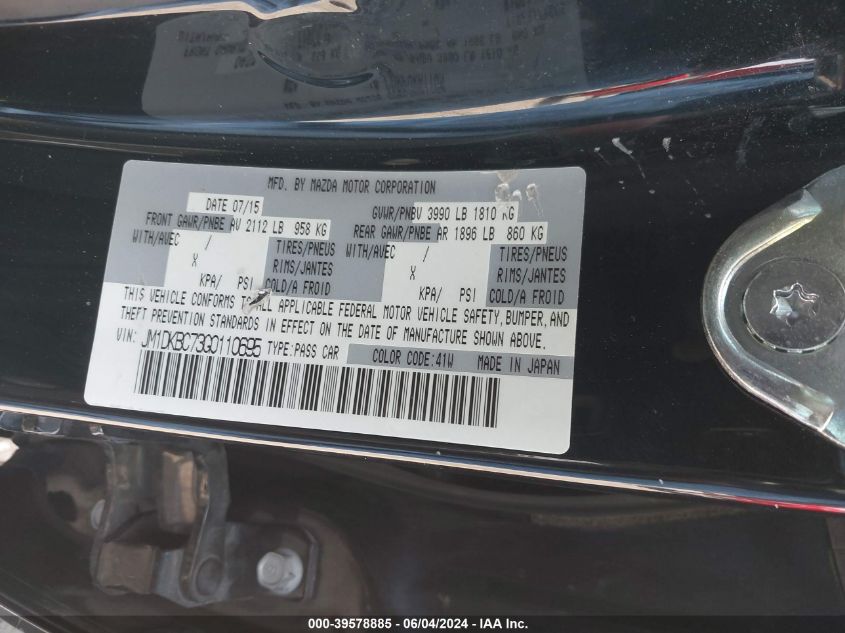 MFD. BY MAZDA MOTOR CORPORATION
DATE 07/15 GVWR/PNBV 3990 LB 1810 KG
FRONT GAWR/PNBE AV 2112 LB 958 KG REAR GAWR/PNBE AR 1896 LB 860 KG
WITH/AVEC / TIRES/PNEUS WITH/AVEC / TIRES/PNEUS
X RIMS/JANTES X RIMS/JANTES
KPA/ PSI COLD/A FROID KPA/ PSI COLD/A FROID
THIS VEHICLE CONFORMS TO ALL APPLICABLE FEDERAL MOTOR VEHICLE SAFETY, BUMPER, AND
THEFT PREVENTION STANDARDS IN EFFECT ON THE DATE OF MANUFACTURE SHOWN ABOVE.
VIN: JM1DKBC73G0110695 TYPE:PASS CAR COLOR CODE:41W MADE IN JAPAN
000-39578885 - 06/04/2024 - IAA Inc.